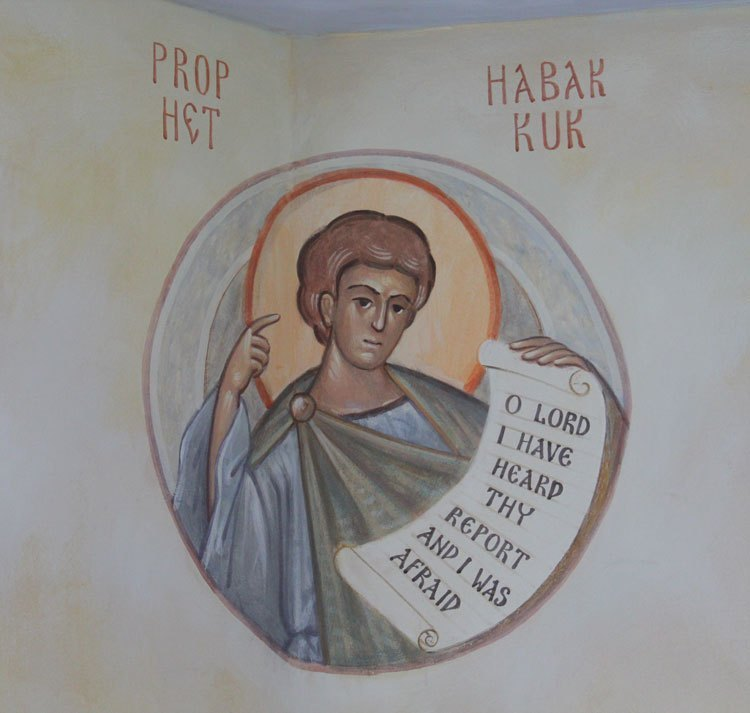 PROP
HET
HABAK
KUK
O LORD
I HAVE
HEARD
THY
REPORT
AND I WAS
AFRAID